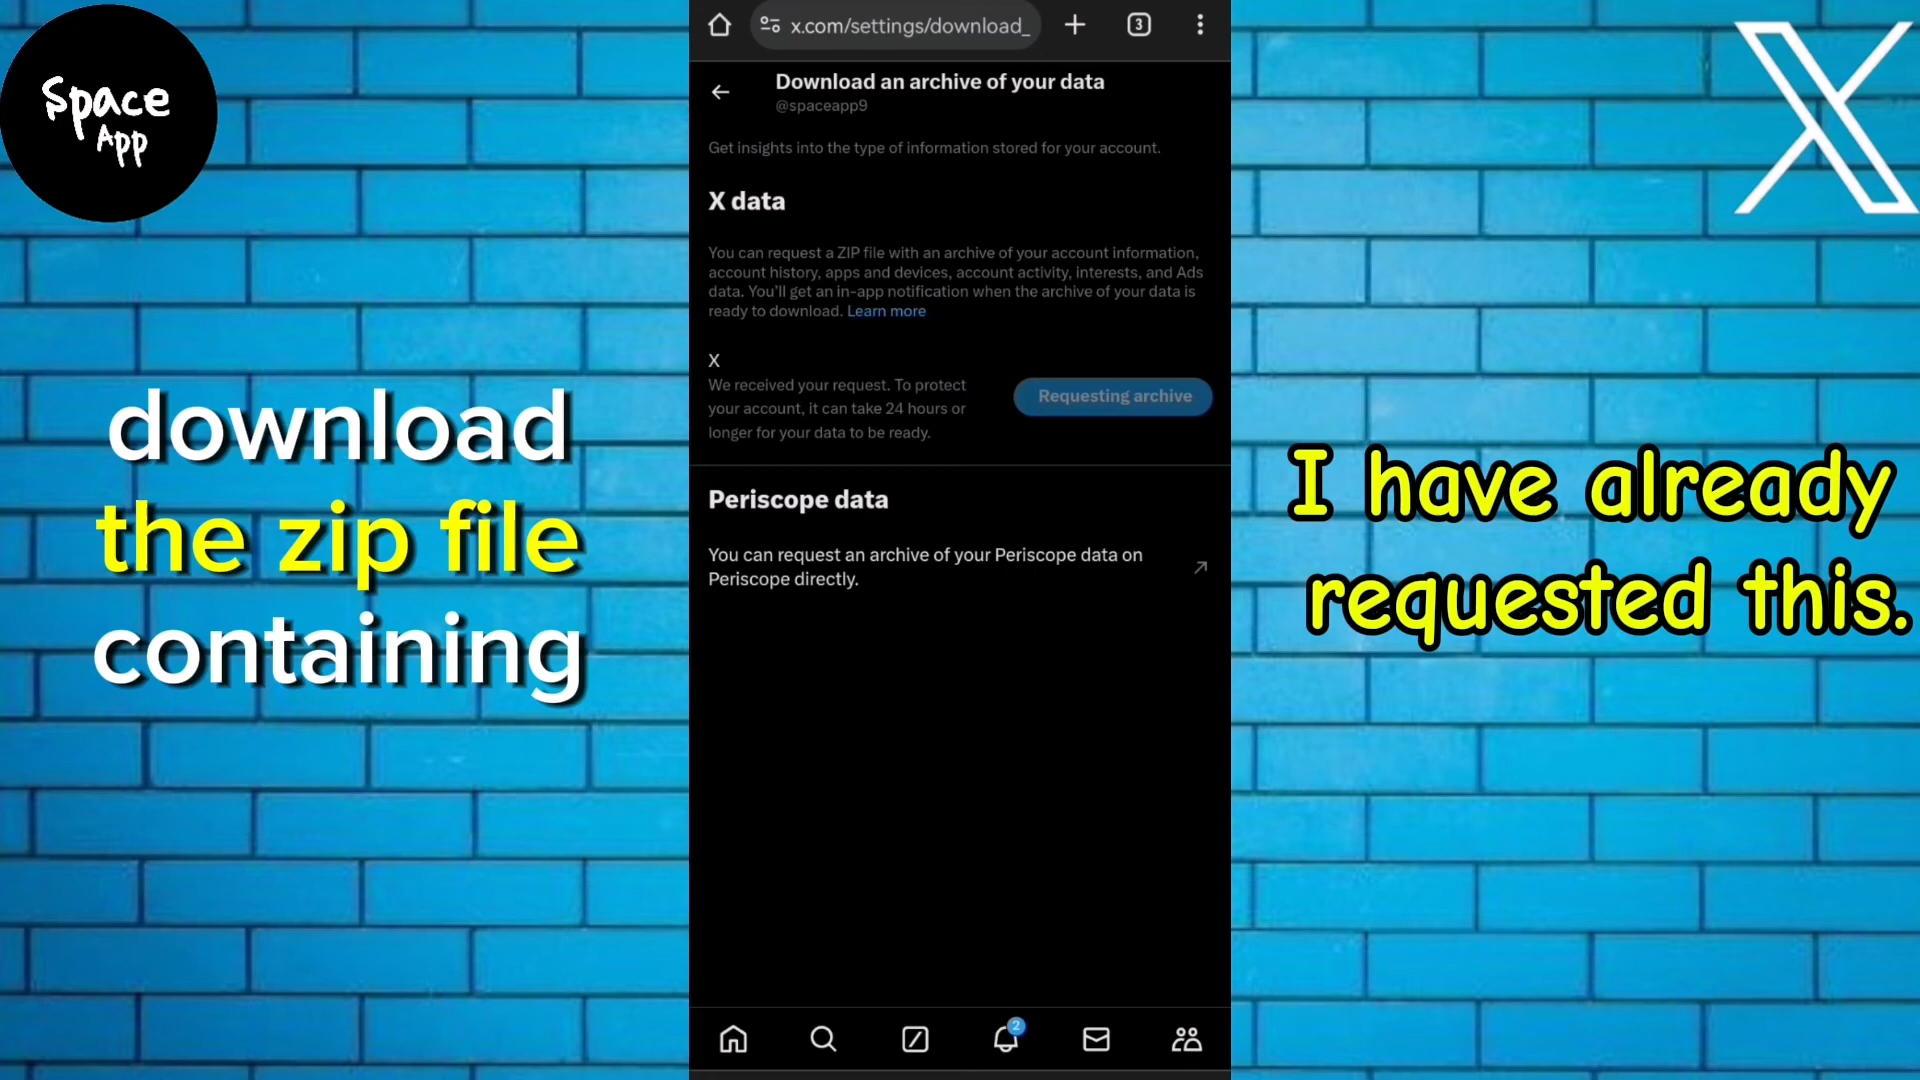 Space
App
download
the zip file
containing
x.com/settings/download_
3
Download an archive of your data
@spaceapp9
Get insights into the type of information stored for your account.
X data
You can request a ZIP file with an archive of your account information,
account history, apps and devices, account activity, interests, and Ads
data. You'll get an in-app notification when the archive of your data is
ready to download. Learn more
X
We received your request. To protect
your account, it can take 24 hours or
longer for your data to be ready.
Requesting archive
Periscope data
You can request an archive of your Periscope data on
Periscope directly.
2
I have already
requested this.